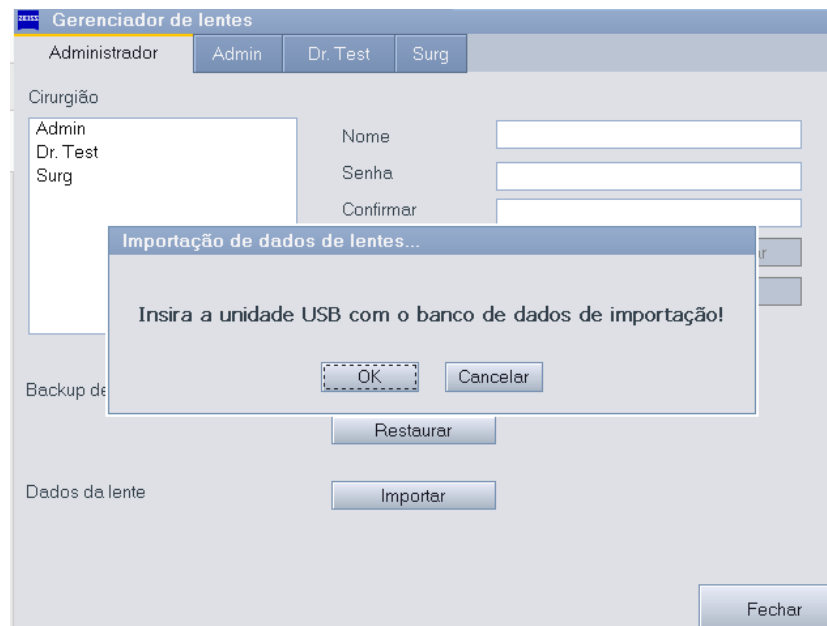 ZEISS Gerenciador de lentes
Administrador Admin Dr. Test Surg
Cirurgião
Admin
Dr. Test
Surg
Nome
Senha
Confirmar
Importação de dados de lentes...
Insira a unidade USB com o banco de dados de importação!
OK Cancelar
Backup de
Restaurar
Dados da lente Importar
Fechar